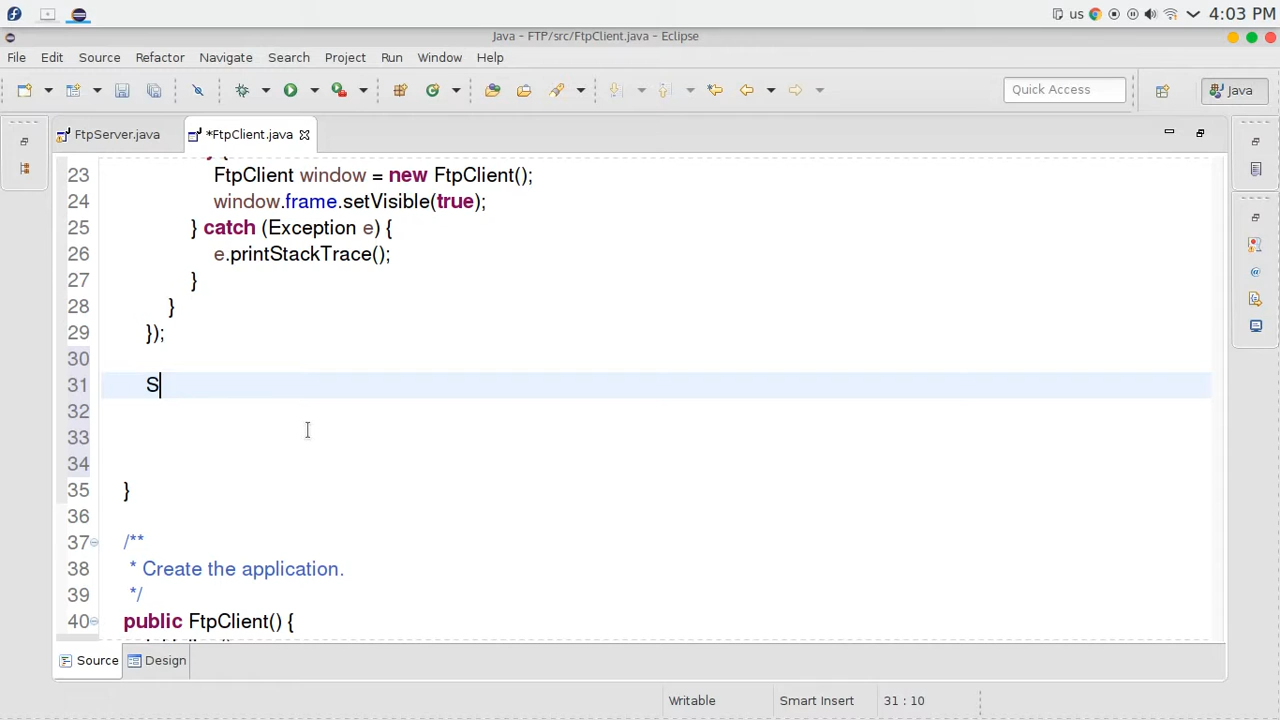 us
4:03 PM
Java - FTP/src/FtpClient.java - Eclipse
File Edit Source Refactor Navigate Search Project Run Window Help
Quick Access
Java
FtpServer.java
*FtpClient.java
23 FtpClient window = new FtpClient();
24 window.frame.setVisible(true);
25 } catch (Exception e) {
26 e.printStackTrace();
27 }
28 }
29 });
30
31 S
32
33
34
35 }
36
37 /**
38 * Create the application.
39 */
40 public FtpClient() {
Source
Design
Writable
Smart Insert
31 : 10